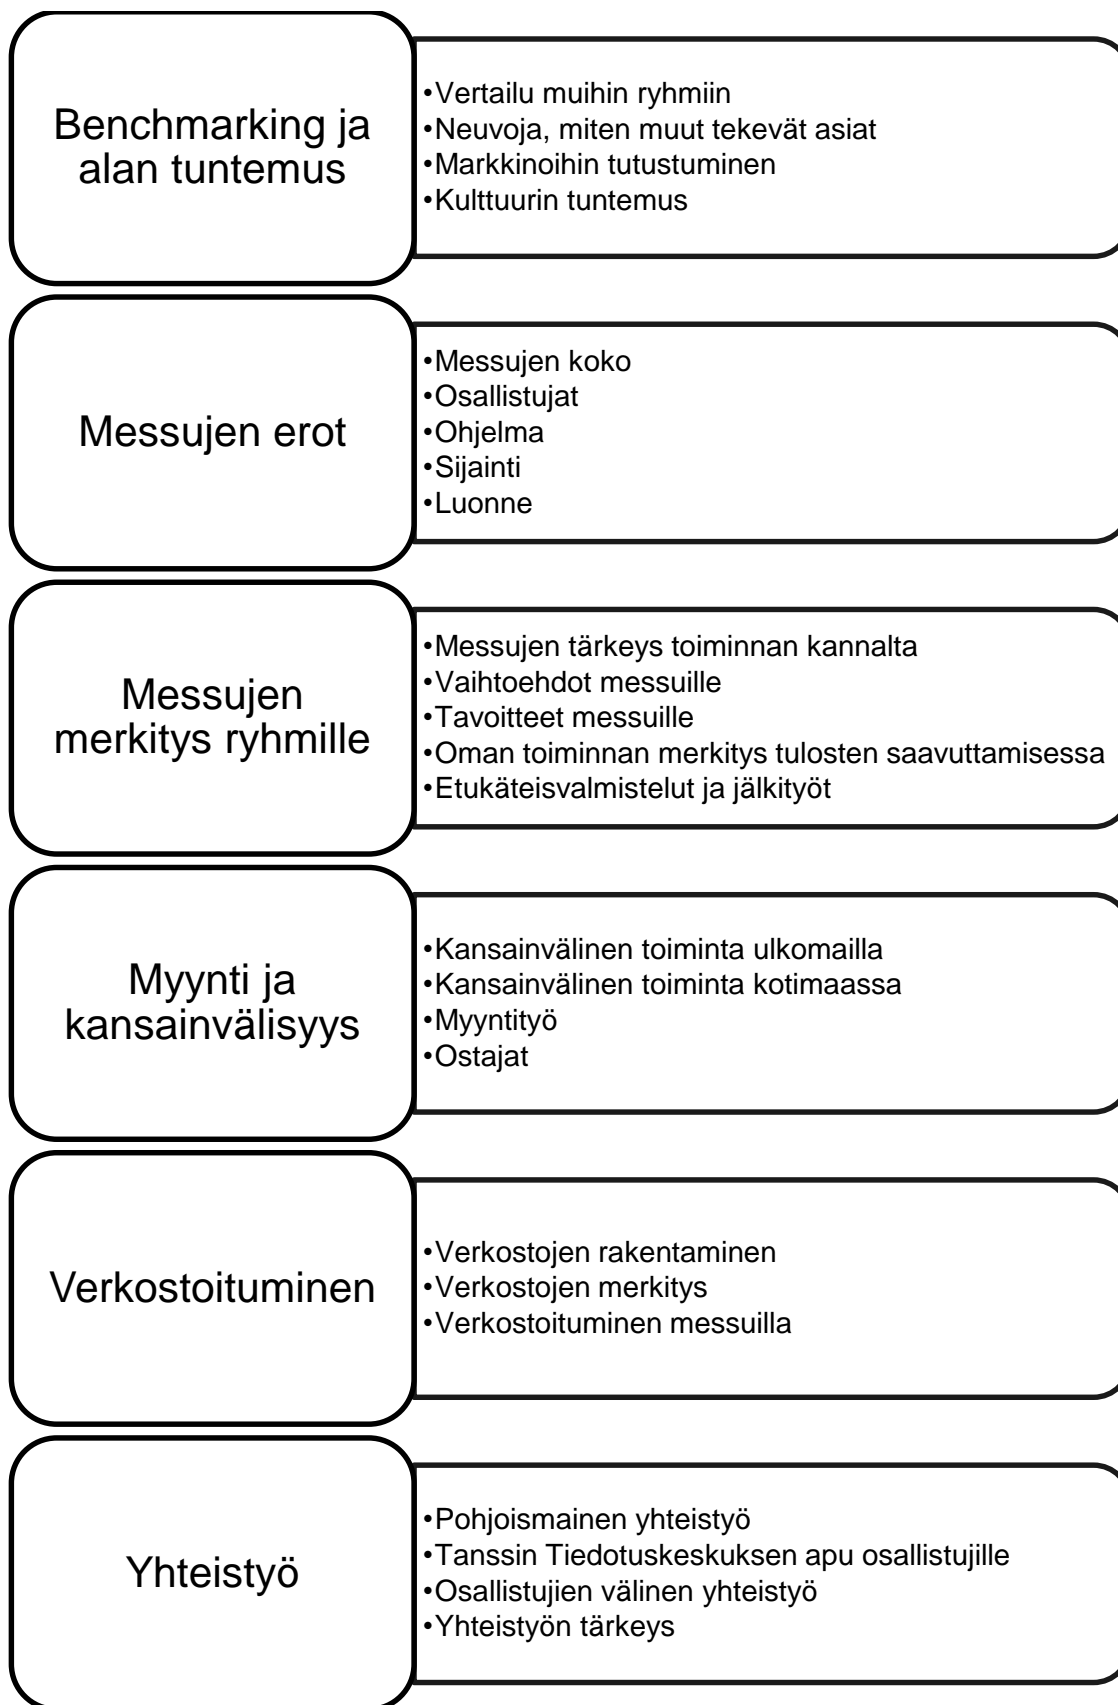 Benchmarking ja
alan tuntemus
•Vertailu muihin ryhmiin
•Neuvoja, miten muut tekevät asiat
•Markkinoihin tutustuminen
•Kulttuurin tuntemus
Messujen erot
•Messujen koko
•Osallistujat
•Ohjelma
•Sijainti
•Luonne
Messujen
merkitys ryhmille
•Messujen tärkeys toiminnan kannalta
•Vaihtoehdot messuille
•Tavoitteet messuille
•Oman toiminnan merkitys tulosten saavuttamisessa
•Etukäteisvalmistelut ja jälkityöt
Myynti ja
kansainvälisyys
•Kansainvälinen toiminta ulkomailla
•Kansainvälinen toiminta kotimaassa
•Myyntityö
•Ostajat
Verkostoituminen
•Verkostojen rakentaminen
•Verkostojen merkitys
•Verkostoituminen messuilla
Yhteistyö
•Pohjoismainen yhteistyö
•Tanssin Tiedotuskeskuksen apu osallistujille
•Osallistujien välinen yhteistyö
•Yhteistyön tärkeys